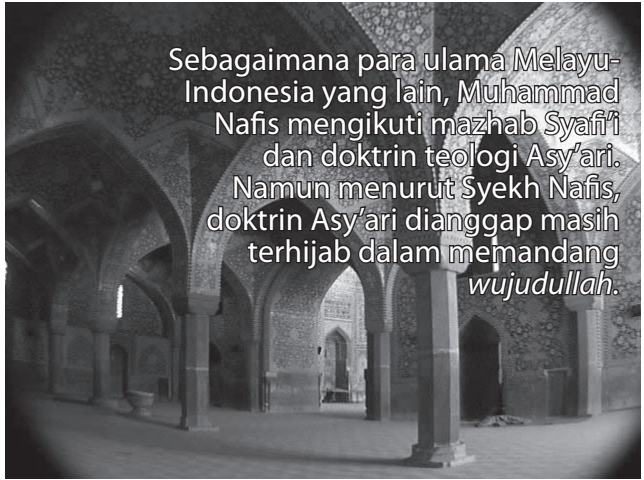 Sebagaimana para ulama Melayu-
Indonesia yang lain, Muhammad
Nafis mengikuti mazhab Syafi’i
dan doktrin teologi Asy’ari.
Namun menurut Syekh Nafis,
doktrin Asy’ari dianggap masih
terhijab dalam memandang
wujudullah.